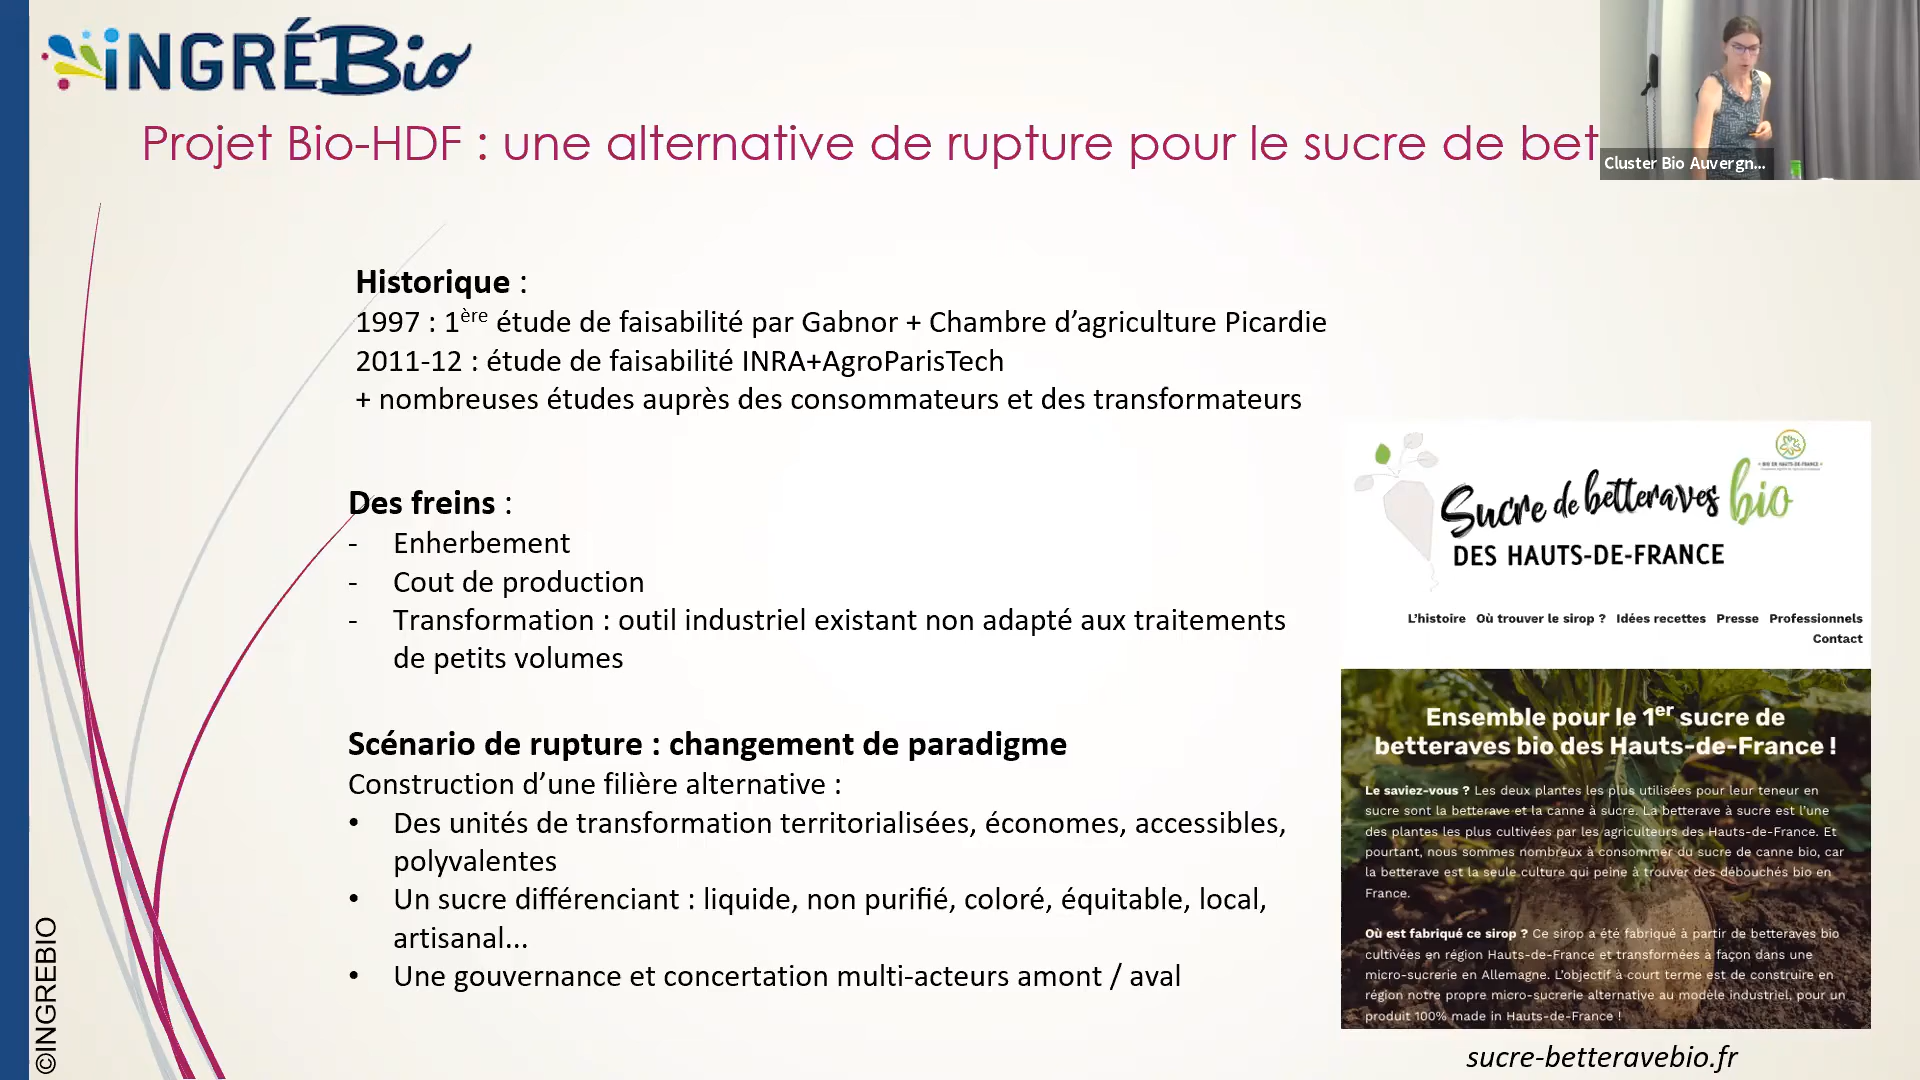 iNGRÉBio
Projet Bio-HDF : une alternative de rupture pour le sucre de bet
Cluster Bio Auvergn...
Historique :
1997 : 1ère étude de faisabilité par Gabnor + Chambre d’agriculture Picardie
2011-12 : étude de faisabilité INRA+AgroParisTech
+ nombreuses études auprès des consommateurs et des transformateurs
Des freins :
- Enherbement
- Cout de production
- Transformation : outil industriel existant non adapté aux traitements
de petits volumes
Scénario de rupture : changement de paradigme
Construction d’une filière alternative :
• Des unités de transformation territorialisées, économes, accessibles,
polyvalentes
• Un sucre différenciant : liquide, non purifié, coloré, équitable, local,
artisanal...
• Une gouvernance et concertation multi-acteurs amont / aval
BIO EN HAUTS-DE-FRANCE
Sucre de betteraves bio
DES HAUTS-DE-FRANCE
L’histoire Où trouver le sirop ? Idées recettes Presse Professionnels
Contact
Ensemble pour le 1er sucre de
betteraves bio des Hauts-de-France !
Le saviez-vous ? Les deux plantes les plus utilisées pour leur teneur en
sucre sont la betterave et la canne à sucre. La betterave à sucre est l’une
des plantes les plus cultivées par les agriculteurs des Hauts-de-France. Et
pourtant, nous sommes nombreux à consommer du sucre de canne bio, car
la betterave est la seule culture qui peine à trouver des débouchés bio en
France.
Où est fabriqué ce sirop ? Ce sirop a été fabriqué à partir de betteraves bio
cultivées en région Hauts-de-France et transformées à façon dans une
micro-sucrerie en Allemagne. L’objectif à court terme est de construire en
région notre propre micro-sucrerie alternative au modèle industriel, pour un
produit 100% made in Hauts-de-France !
sucre-betteravebio.fr
©INGREBIO